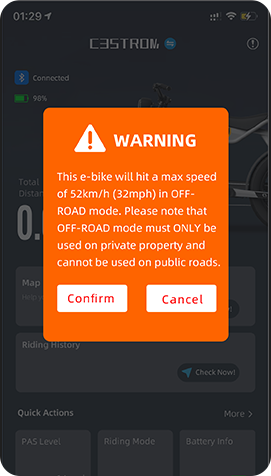 01:29
C3STROM
Connected
98%
WARNING
This e-bike will hit a max speed
of 52km/h (32mph) in OFF-
ROAD mode. Please note that
OFF-ROAD mode must ONLY be
used on private property and
cannot be used on public roads.
Total
Distan
0.
Confirm
Cancel
Map
Riding History
Check Now!
Quick Actions
More >
PAS Level
Riding Mode
Battery Info